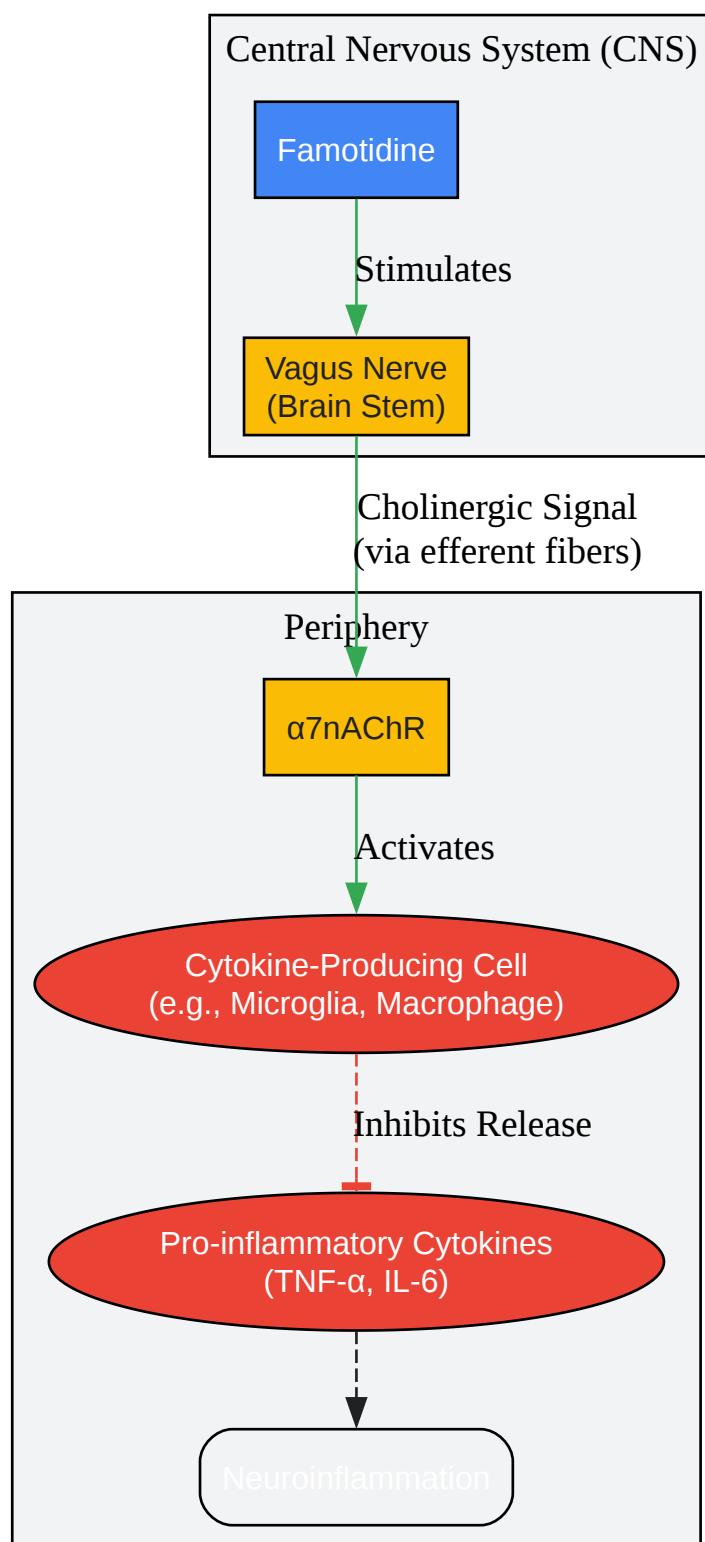 Central Nervous System (CNS)
Famotidine
Stimulates
Vagus Nerve
(Brain Stem)
Cholinergic Signal
(via efferent fibers)
Periphery
α7nAChR
Activates
Cytokine-Producing Cell
(e.g., Microglia, Macrophage)
Inhibits Release
Pro-inflammatory Cytokines
(TNF-α, IL-6)
Neuroinflammation